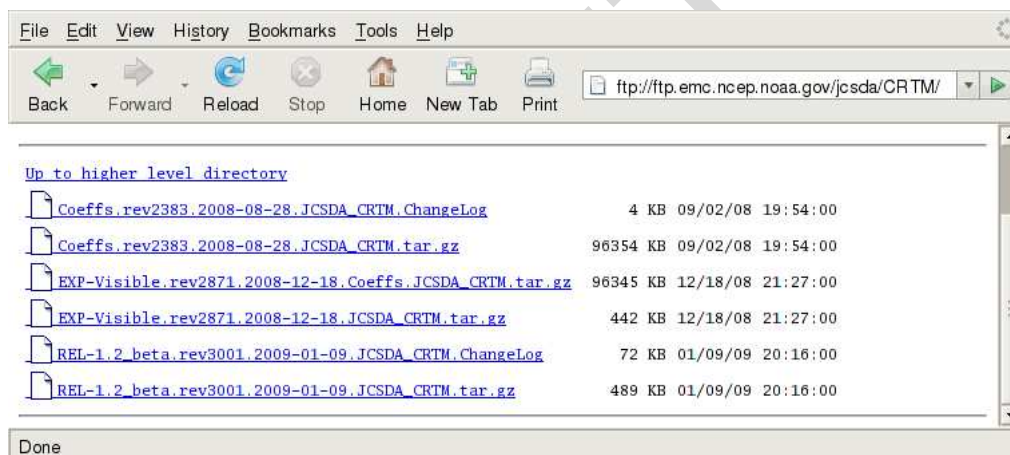 File Edit View History Bookmarks Tools Help
Back Forward Reload Stop Home New Tab Print ftp://ftp.emc.ncep.noaa.gov/jcsda/CRTM/
Up to higher level directory
Coeffs.rev2383.2008-08-28.JCSDA_CRTM.ChangeLog 4 KB 09/02/08 19:54:00
Coeffs.rev2383.2008-08-28.JCSDA_CRTM.tar.gz 96354 KB 09/02/08 19:54:00
EXP-Visible.rev2871.2008-12-18.Coeffs.JCSDA_CRTM.tar.gz 96345 KB 12/18/08 21:27:00
EXP-Visible.rev2871.2008-12-18.JCSDA_CRTM.tar.gz 442 KB 12/18/08 21:27:00
REL-1.2_beta.rev3001.2009-01-09.JCSDA_CRTM.ChangeLog 72 KB 01/09/09 20:16:00
REL-1.2_beta.rev3001.2009-01-09.JCSDA_CRTM.tar.gz 489 KB 01/09/09 20:16:00
Done